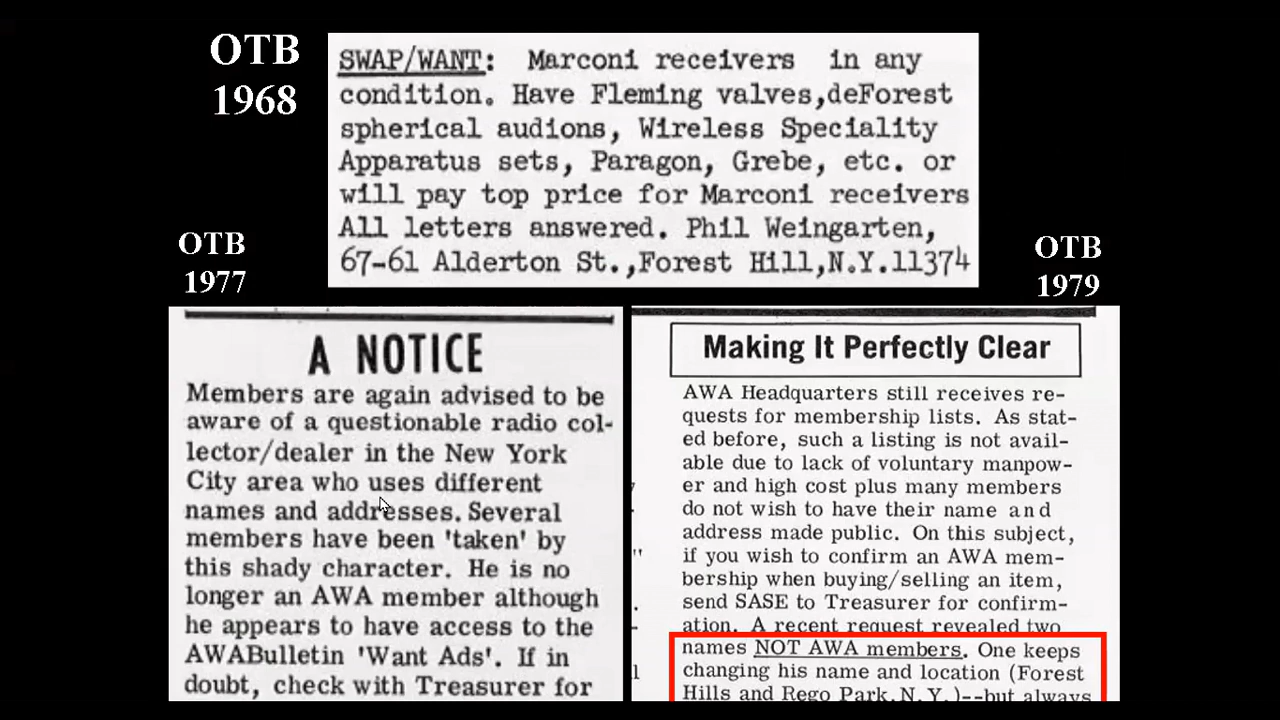 OTB
1968
SWAP/WANT: Marconi receivers in any
condition. Have Fleming valves,deForest
spherical audions, Wireless Speciality
Apparatus sets, Paragon, Grebe, etc. or
will pay top price for Marconi receivers
All letters answered. Phil Weingarten,
67-61 Alderton St.,Forest Hill,N.Y.11374
OTB
1977
OTB
1979
A NOTICE
Members are again advised to be
aware of a questionable radio col-
lector/dealer in the New York
City area who uses different
names and addresses. Several
members have been 'taken' by
this shady character. He is no
longer an AWA member although
he appears to have access to the
AWABulletin 'Want Ads'. If in
doubt, check with Treasurer for
Making It Perfectly Clear
AWA Headquarters still receives re-
quests for membership lists. As stat-
ed before, such a listing is not avail-
able due to lack of voluntary manpow-
er and high cost plus many members
do not wish to have their name and
address made public. On this subject,
if you wish to confirm an AWA mem-
bership when buying/selling an item,
send SASE to Treasurer for confirm-
ation. A recent request revealed two
names NOT AWA members. One keeps
changing his name and location (Forest
Hills and Rego Park, N.Y.)--but always